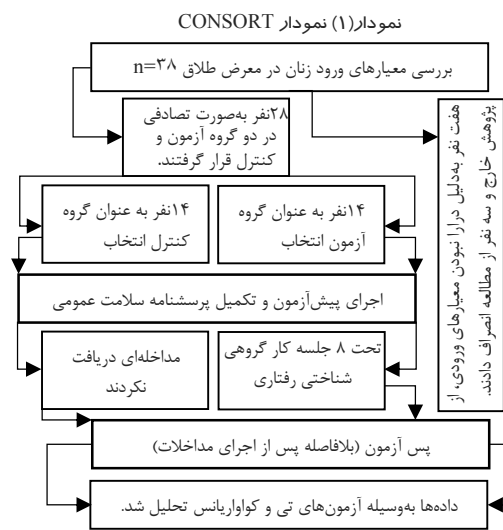 نمودار(۱) نمودار CONSORT
بررسی معیارهای ورود زنان در معرض طلاق n=۳۸
۲۸نفر به‌صورت تصادفی
در دو گروه آزمون و
کنترل قرار گرفتند.
هفت نفر به‌دلیل درارا نبودن معیارهای ورودی، از
پژوهش خارج و سه نفر از مطالعه انصراف دادند.
۱۴نفر به عنوان گروه
آزمون انتخاب
۱۴نفر به عنوان گروه
کنترل انتخاب
اجرای پیش‌آزمون و تکمیل پرسشنامه سلامت عمومی
تحت ۸ جلسه کار گروهی
شناختی رفتاری
مداخله‌ای دریافت
نکردند
پس آزمون (بلافاصله پس از اجرای مداخلات)
داده‌ها به‌وسیله آزمون‌های تی و کواواریانس تحلیل شد.